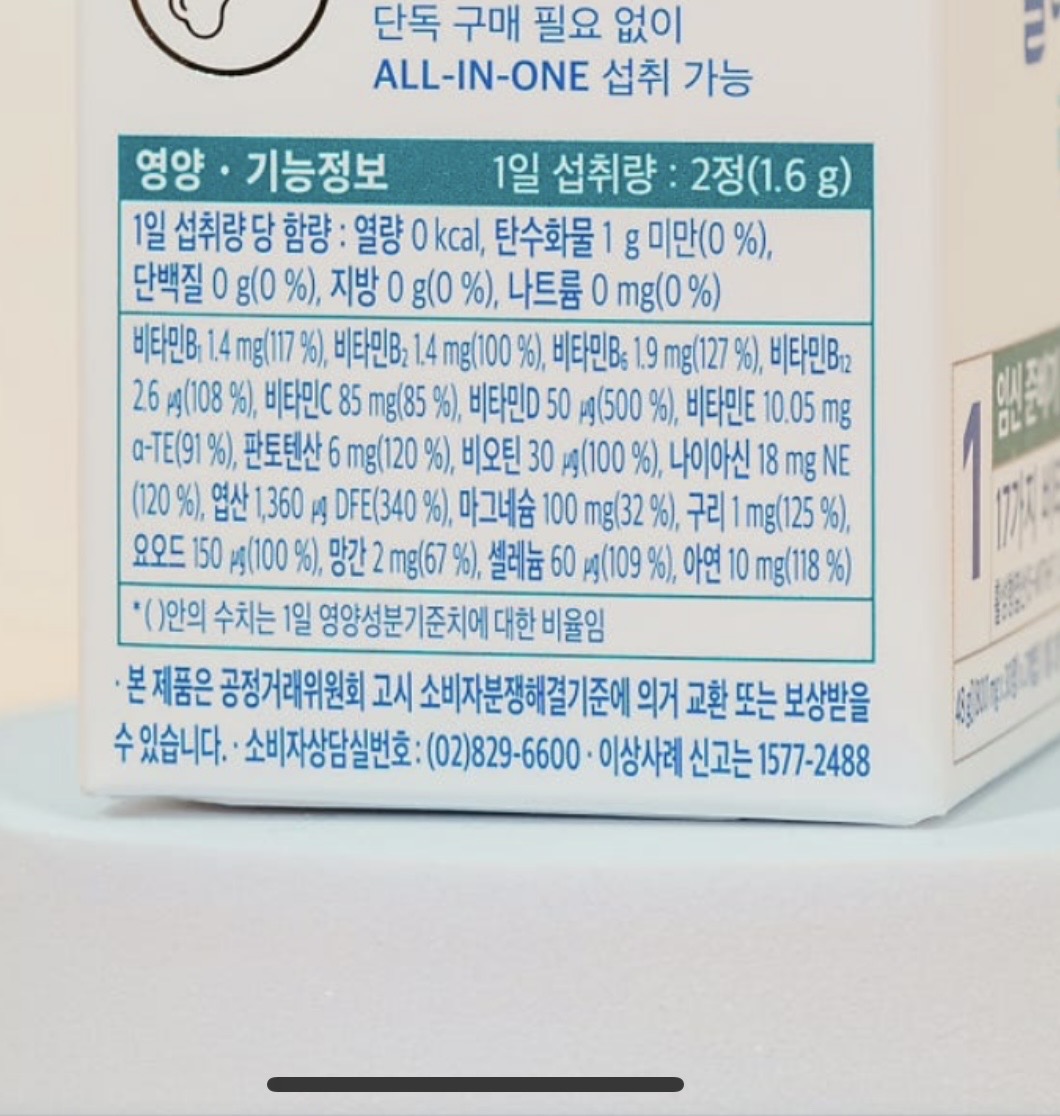 단독 구매 필요 없이
ALL-IN-ONE 섭취 가능
영양 · 기능정보 1일 섭취량 : 2정(1.6 g)
1일 섭취량 당 함량 : 열량 0 kcal, 탄수화물 1 g 미만(0 %),
단백질 0 g(0 %), 지방 0 g(0 %), 나트륨 0 mg(0 %)
비타민B₁ 1.4 mg(117 %), 비타민B₂ 1.4 mg(100 %), 비타민B₆ 1.9 mg(127 %), 비타민B₁₂
2.6 ㎍(108 %), 비타민C 85 mg(85 %), 비타민D 50 ㎍(500 %), 비타민E 10.05 mg
α-TE(91 %), 판토텐산 6 mg(120 %), 비오틴 30 ㎍(100 %), 나이아신 18 mg NE
(120 %), 엽산 1,360 ㎍ DFE(340 %), 마그네슘 100 mg(32 %), 구리 1 mg(125 %),
요오드 150 ㎍(100 %), 망간 2 mg(67 %), 셀레늄 60 ㎍(109 %), 아연 10 mg(118 %)
*( )안의 수치는 1일 영양성분기준치에 대한 비율임
· 본 제품은 공정거래위원회 고시 소비자분쟁해결기준에 의거 교환 또는 보상받을
수 있습니다. · 소비자상담실번호 : (02)829-6600 · 이상사례 신고는 1577-2488
1
임신 준비기
17가지